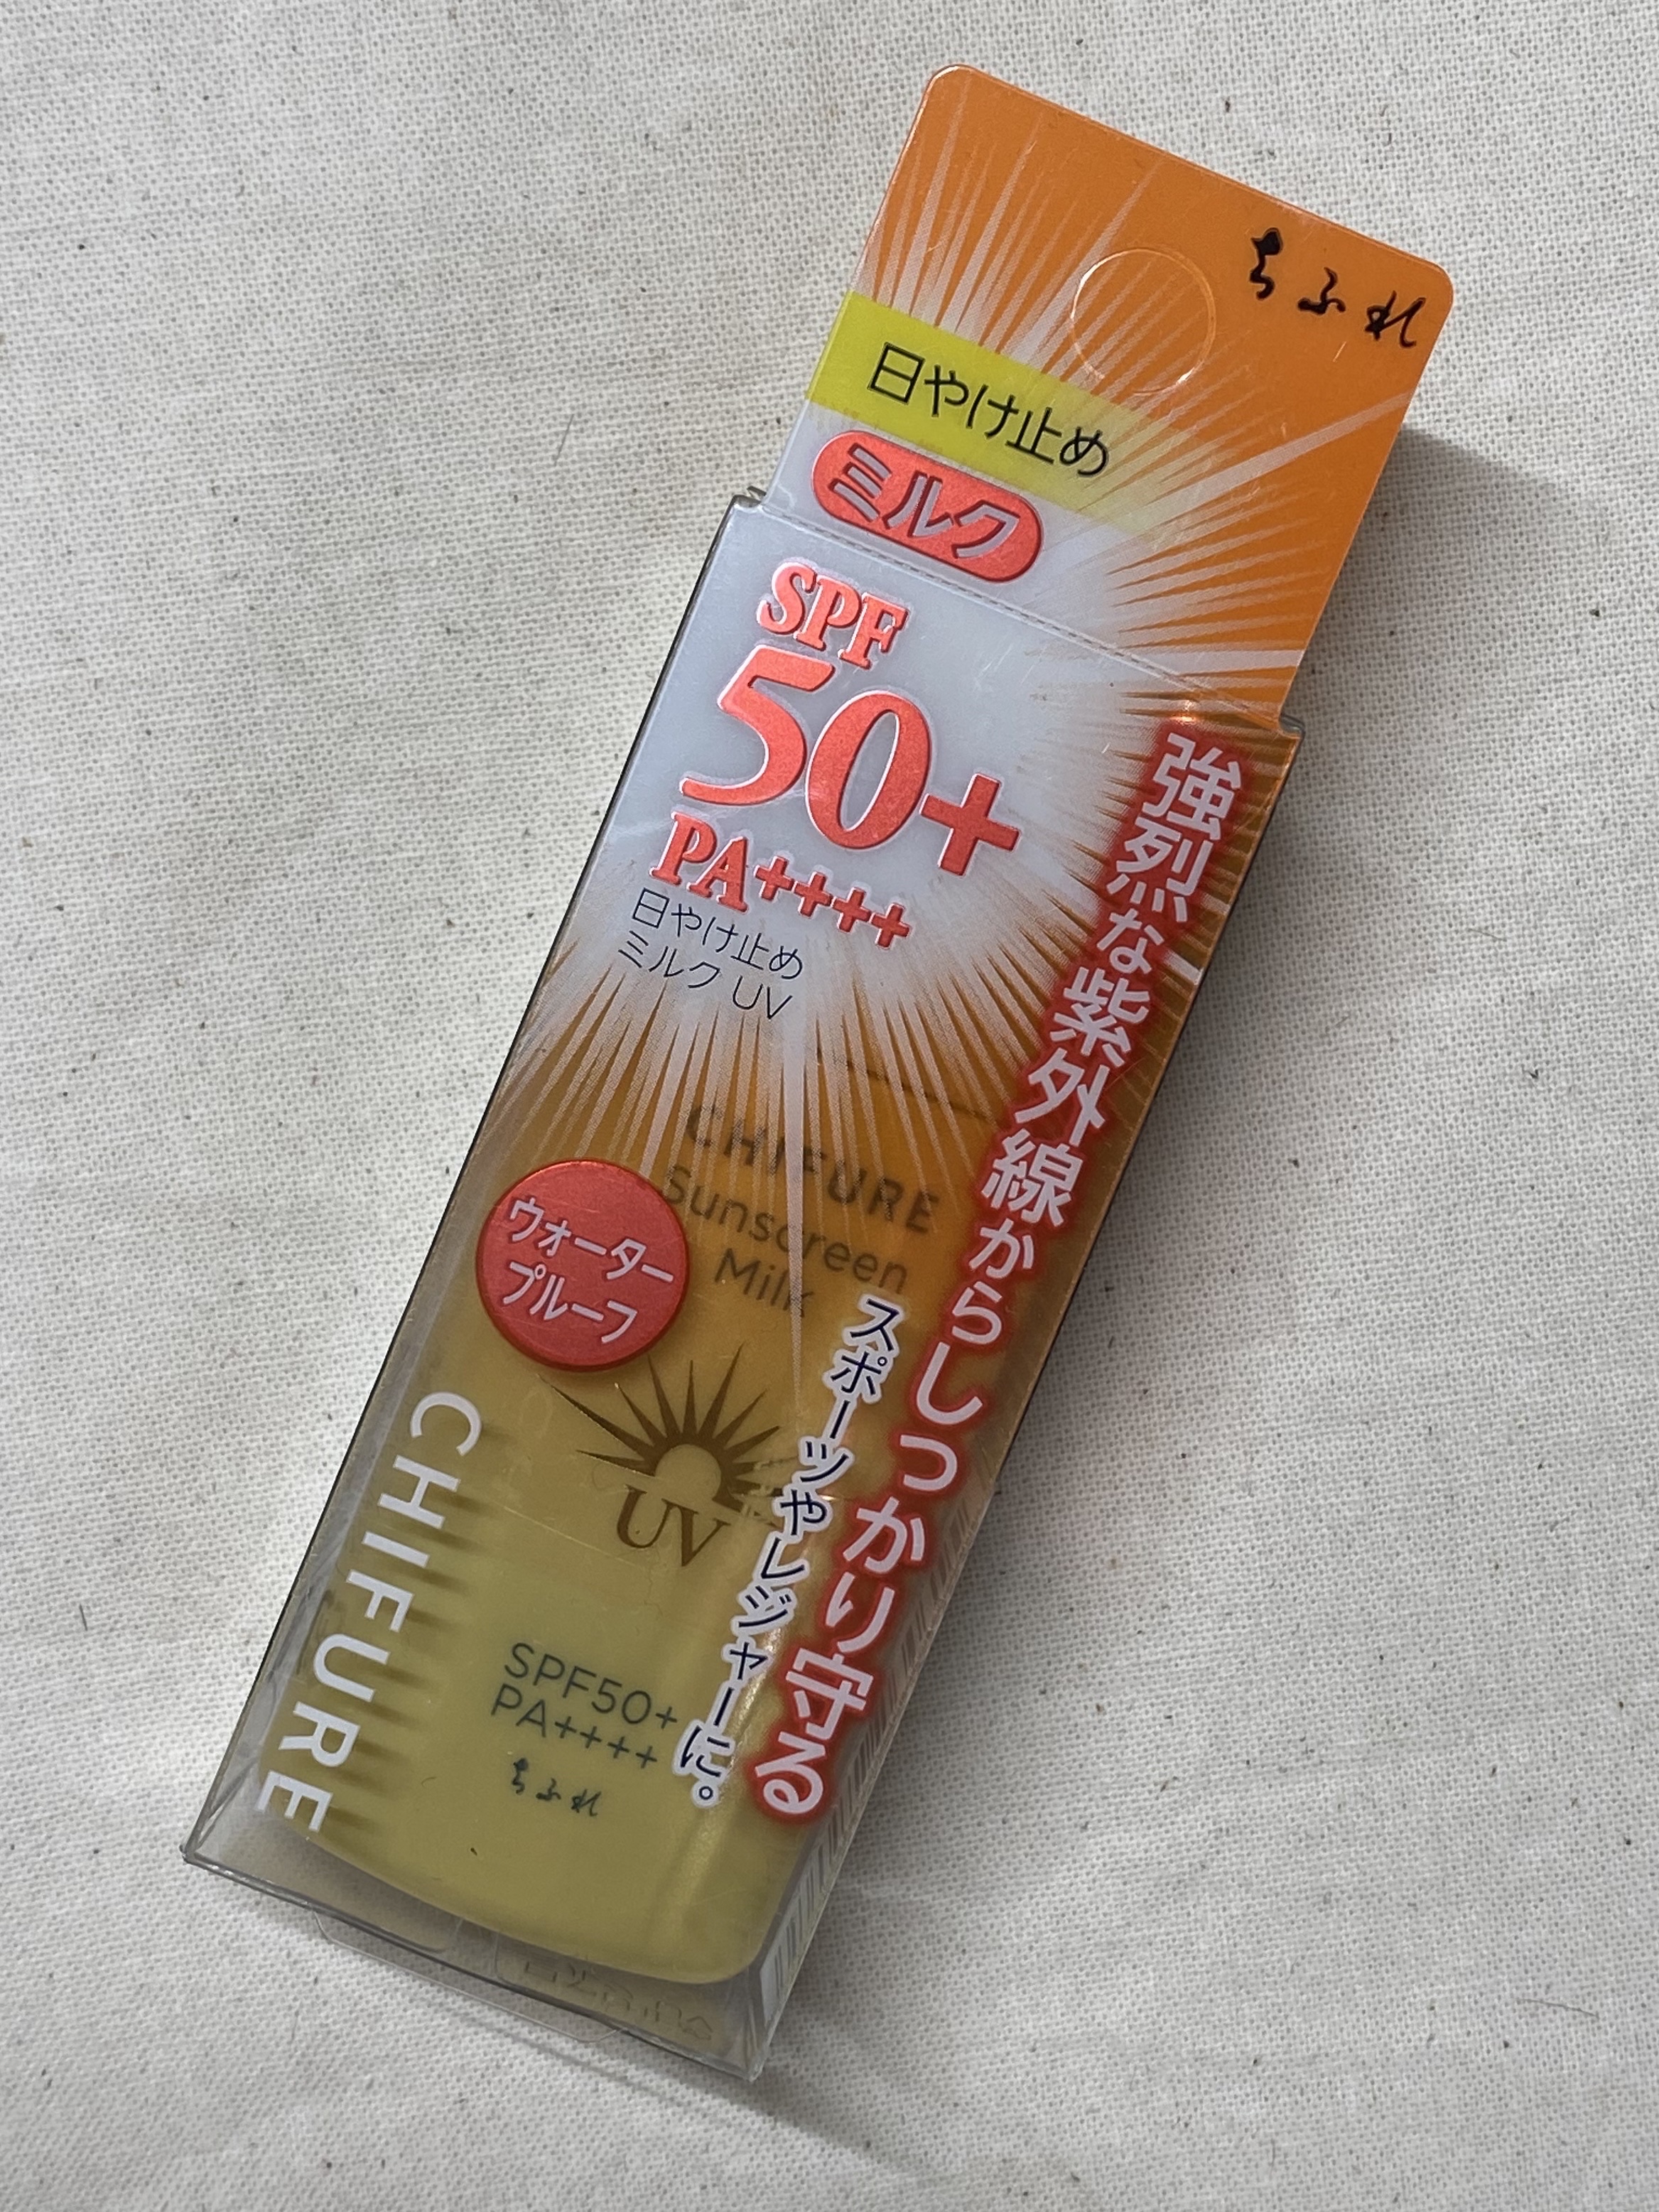 ちふれ
日やけ止め
ミルク
SPF
50+
PA++++
日やけ止め
ミルク UV
強烈な紫外線からしっかり守る
スポーツやレジャーに。
CHIFURE
Sunscreen
Milk
ウォーター
プルーフ
UV
CHIFURE
SPF50+
PA++++
ちふれ